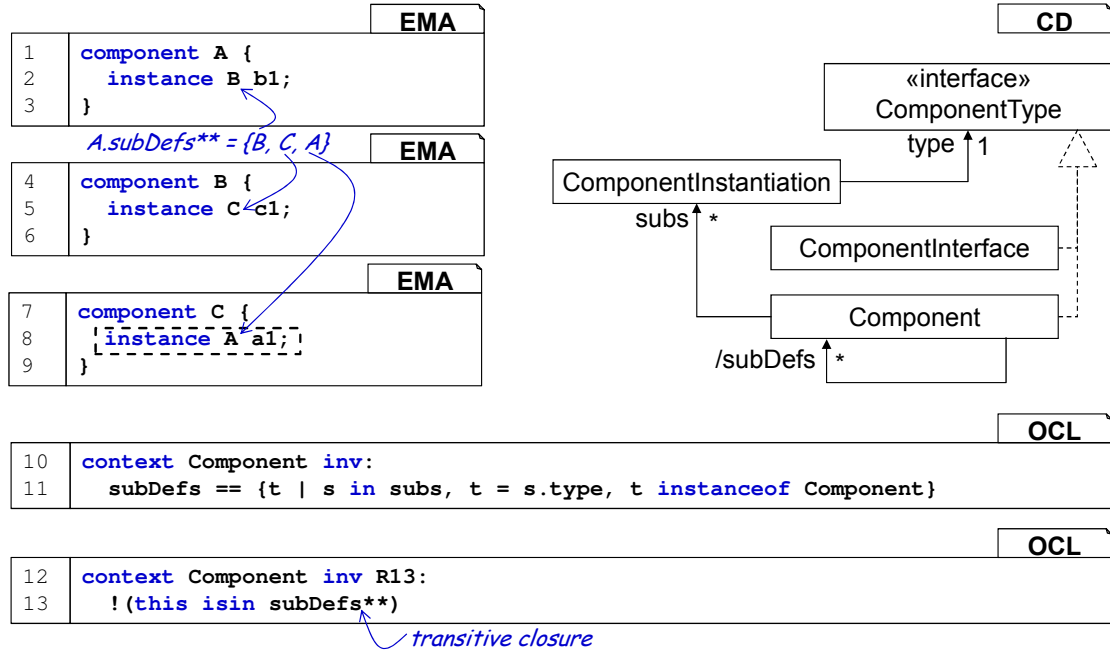 EMA
1 component A {
2 instance B b1;
3 }
A.subDefs** = {B, C, A}
EMA
4 component B {
5 instance C c1;
6 }
EMA
7 component C {
8 instance A a1;
9 }
CD
«interface»
ComponentType
type 1
ComponentInstantiation
subs *
ComponentInterface
Component
/subDefs *
OCL
10 context Component inv:
11 subDefs == {t | s in subs, t = s.type, t instanceof Component}
OCL
12 context Component inv R13:
13 !(this isin subDefs**)
transitive closure